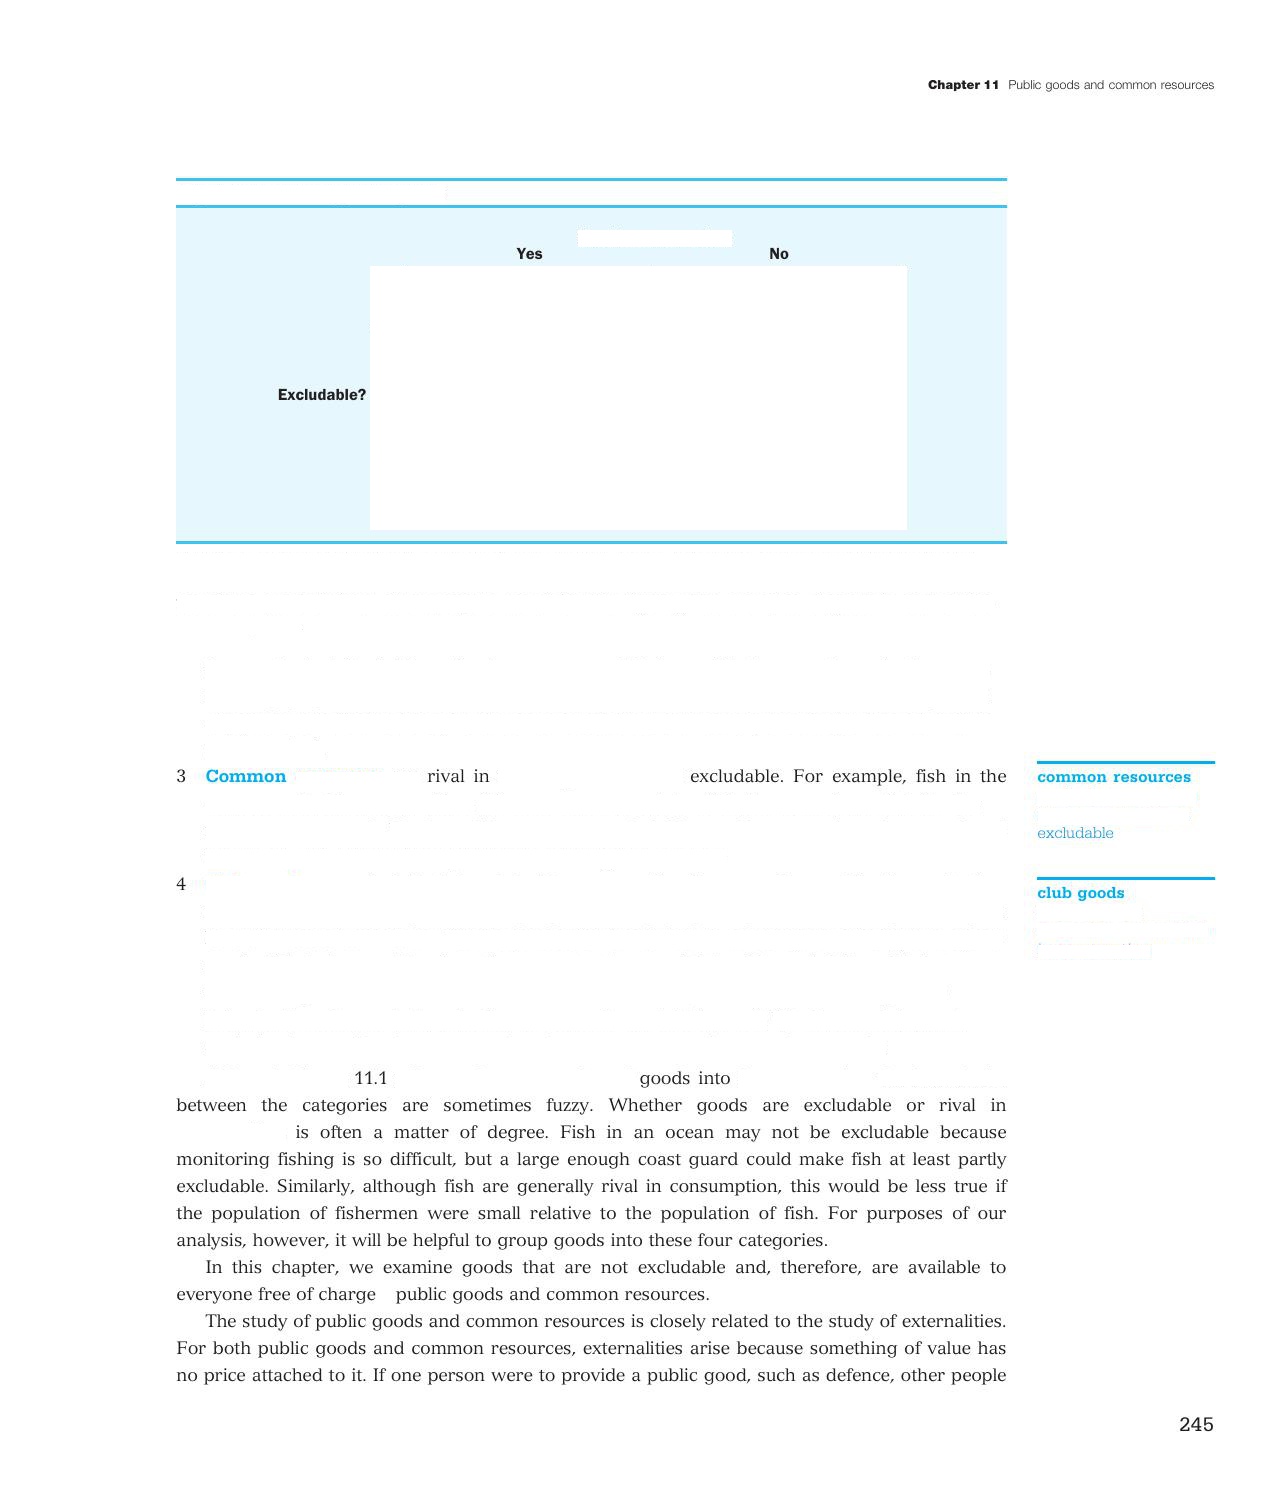 Chapter 11 Public goods and common resources
Yes No
Excludable?
3 Common rival in excludable. For example, fish in the
common resources
excludable
4
club goods
11.1 goods into
between the categories are sometimes fuzzy. Whether goods are excludable or rival in
is often a matter of degree. Fish in an ocean may not be excludable because
monitoring fishing is so difficult, but a large enough coast guard could make fish at least partly
excludable. Similarly, although fish are generally rival in consumption, this would be less true if
the population of fishermen were small relative to the population of fish. For purposes of our
analysis, however, it will be helpful to group goods into these four categories.
In this chapter, we examine goods that are not excludable and, therefore, are available to
everyone free of charge public goods and common resources.
The study of public goods and common resources is closely related to the study of externalities.
For both public goods and common resources, externalities arise because something of value has
no price attached to it. If one person were to provide a public good, such as defence, other people
245